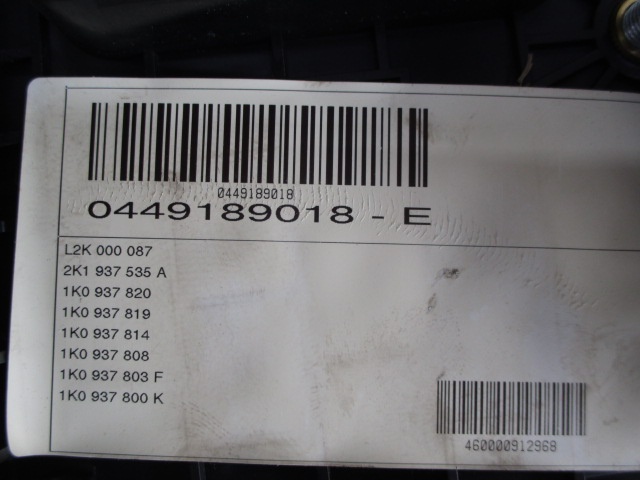 0449189018
0449189018 - E
L2K 000 087
2K1 937 535 A
1K0 937 820
1K0 937 819
1K0 937 814
1K0 937 808
1K0 937 803 F
1K0 937 800 K
460000912968